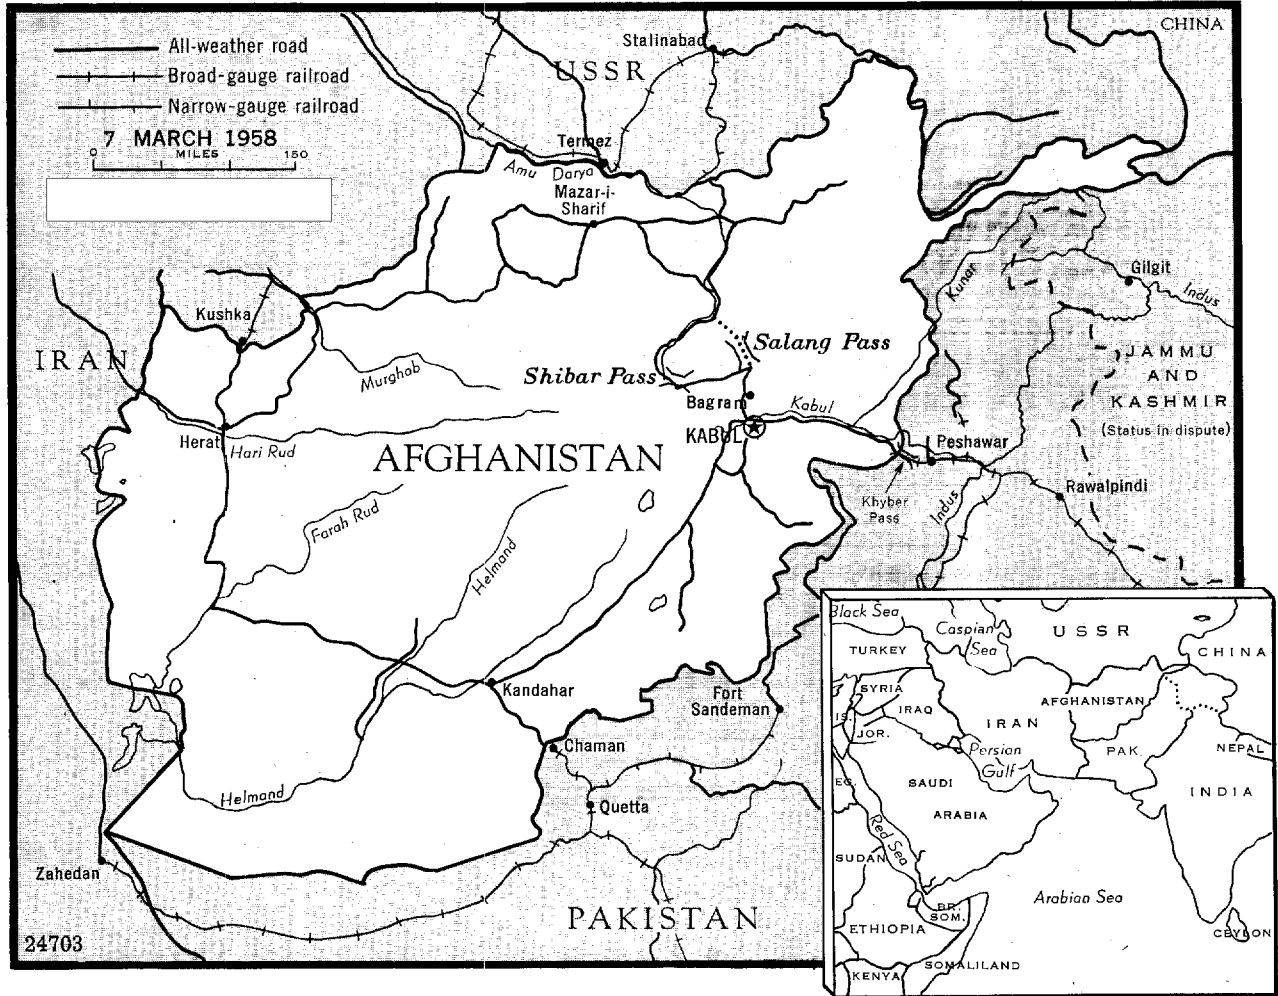 CHINA
All-weather road
Broad-gauge railroad
Narrow-gauge railroad
7 MARCH 1958
0 MILES 150
Stalinabad
USSR
Termez
Amu Darya
Mazar-i-
Sharif
Kunar
Gilgit
Indus
Kushka
IRAN
Murghab
Salang Pass
Shibar Pass
JAMMU
AND
KASHMIR
(Status in dispute)
Bagram
Kabul
KABUL
Herat
Hari Rud
AFGHANISTAN
Peshawar
Khyber
Pass
Indus
Rawalpindi
Farah Rud
Helmand
Kandahar
Fort
Sandeman
Chaman
Helmand
Quetta
Zahedan
PAKISTAN
24703
Black Sea
Caspian
Sea
USSR
CHINA
TURKEY
SYRIA
IRAQ
IRAN
AFGHANISTAN
IS.
JOR.
Persian
Gulf
PAK.
NEPAL
EG.
SAUDI
ARABIA
INDIA
Red Sea
SUDAN
Arabian Sea
BR.
SOM.
ETHIOPIA
CEYLON
SOMALILAND
KENYA